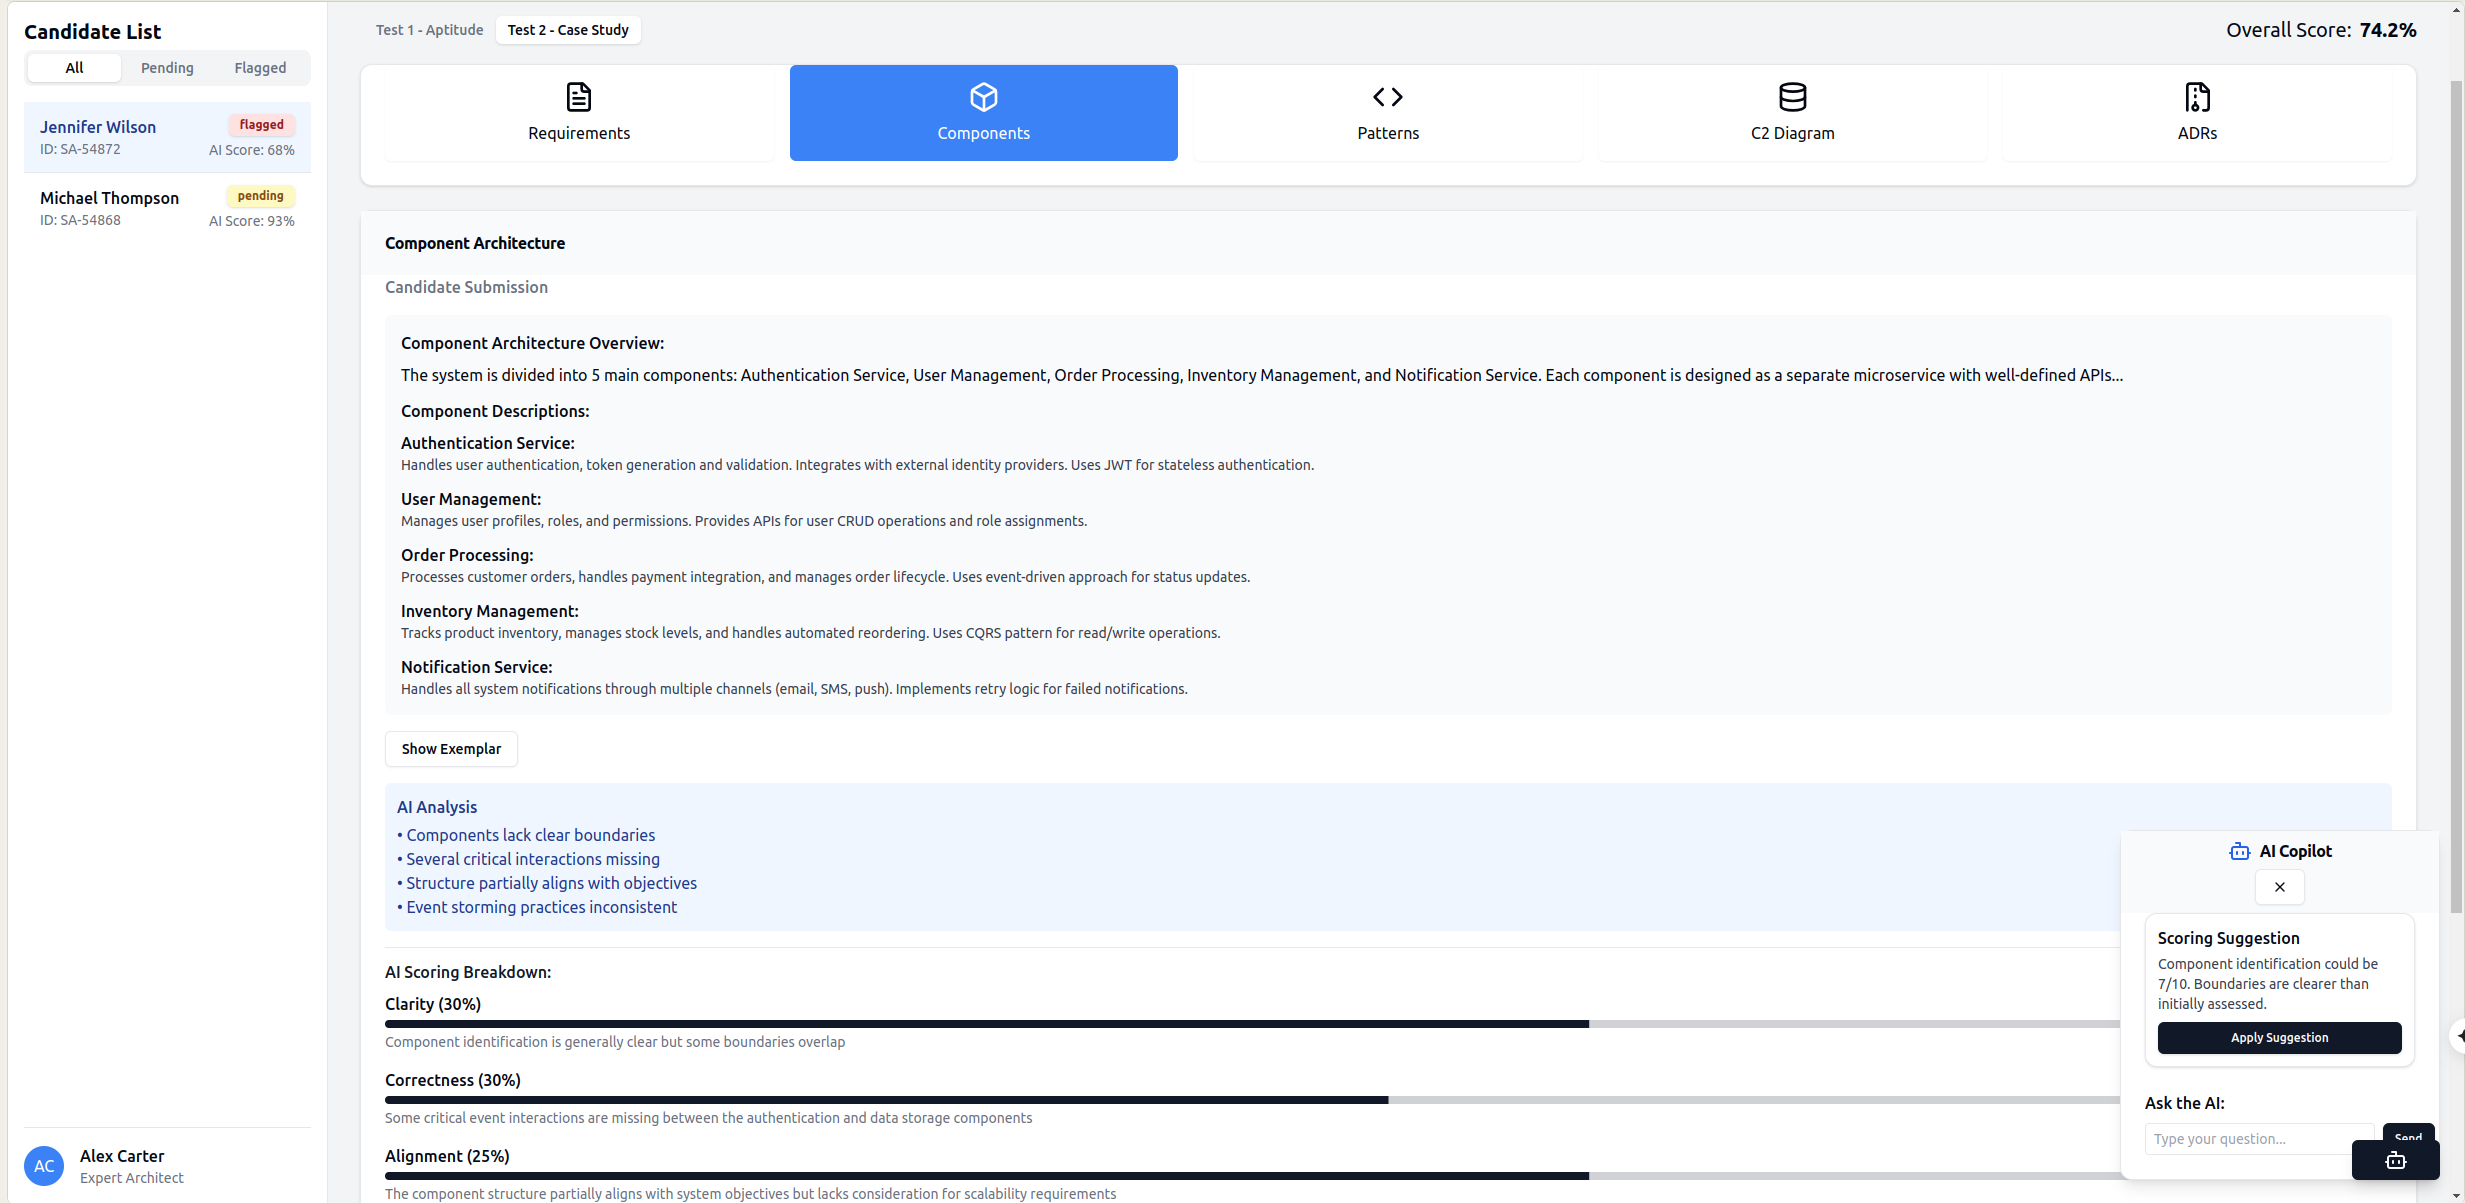 Candidate List
All
Pending
Flagged
Jennifer Wilson
flagged
ID: SA-54872
AI Score: 68%
Michael Thompson
pending
ID: SA-54868
AI Score: 93%
AC
Alex Carter
Expert Architect
Test 1 - Aptitude
Test 2 - Case Study
Overall Score: 74.2%
Requirements
Components
Patterns
C2 Diagram
ADRs
Component Architecture
Candidate Submission
Component Architecture Overview:
The system is divided into 5 main components: Authentication Service, User Management, Order Processing, Inventory Management, and Notification Service. Each component is designed as a separate microservice with well-defined APIs...
Component Descriptions:
Authentication Service:
Handles user authentication, token generation and validation. Integrates with external identity providers. Uses JWT for stateless authentication.
User Management:
Manages user profiles, roles, and permissions. Provides APIs for user CRUD operations and role assignments.
Order Processing:
Processes customer orders, handles payment integration, and manages order lifecycle. Uses event-driven approach for status updates.
Inventory Management:
Tracks product inventory, manages stock levels, and handles automated reordering. Uses CQRS pattern for read/write operations.
Notification Service:
Handles all system notifications through multiple channels (email, SMS, push). Implements retry logic for failed notifications.
Show Exemplar
AI Analysis
• Components lack clear boundaries
• Several critical interactions missing
• Structure partially aligns with objectives
• Event storming practices inconsistent
AI Scoring Breakdown:
Clarity (30%)
Component identification is generally clear but some boundaries overlap
Correctness (30%)
Some critical event interactions are missing between the authentication and data storage components
Alignment (25%)
The component structure partially aligns with system objectives but lacks consideration for scalability requirements
AI Copilot
Scoring Suggestion
Component identification could be
7/10. Boundaries are clearer than
initially assessed.
Apply Suggestion
Ask the AI:
Type your question...
Send